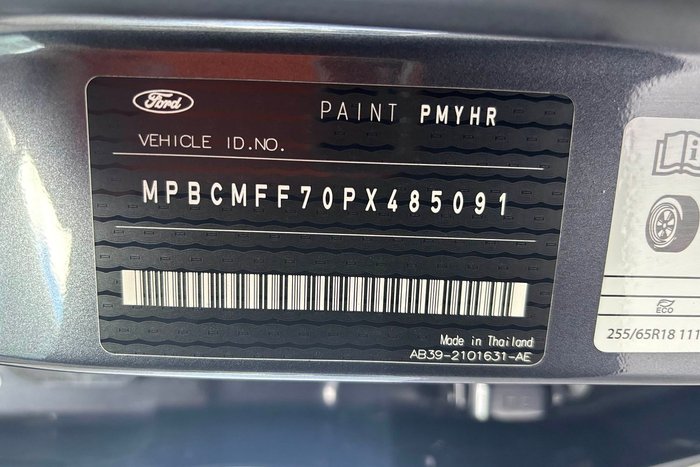 Ford
PAINT PMYHR
VEHICLE ID.NO.
MPBCMFF70PX485091
Made in Thailand
AB39-2101631-AE
i
ECO
255/65R18 111